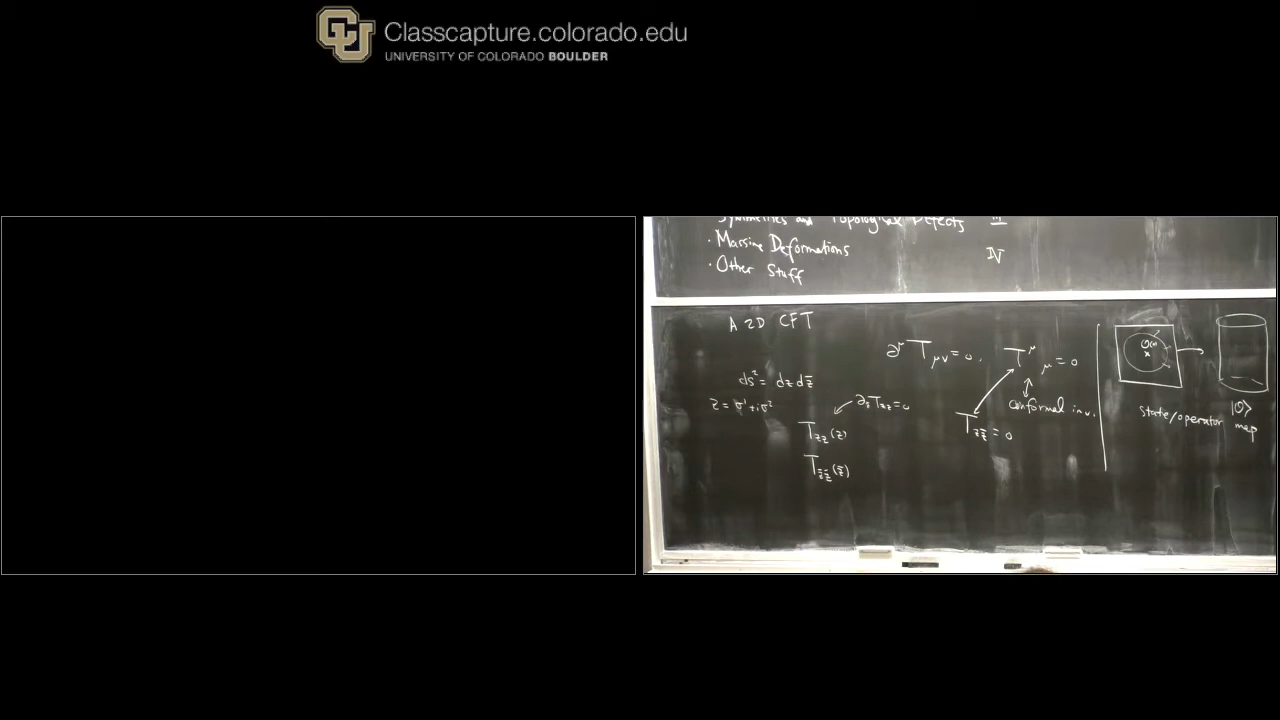 Classcapture.colorado.edu
UNIVERSITY OF COLORADO BOULDER
Symmetries and Topological Defects III
· Massive Deformations IV
· Other Stuff
A 2D CFT
∂^μ T_μν = 0, T^μ_μ = 0
ds² = dz dz̄
z = σ¹ + iσ²
∂_z̄ T_zz = 0
conformal inv.
T_zz(z)
T_zz̄ = 0
T_z̄z̄(z̄)
O(x)
|O>
state/operator map